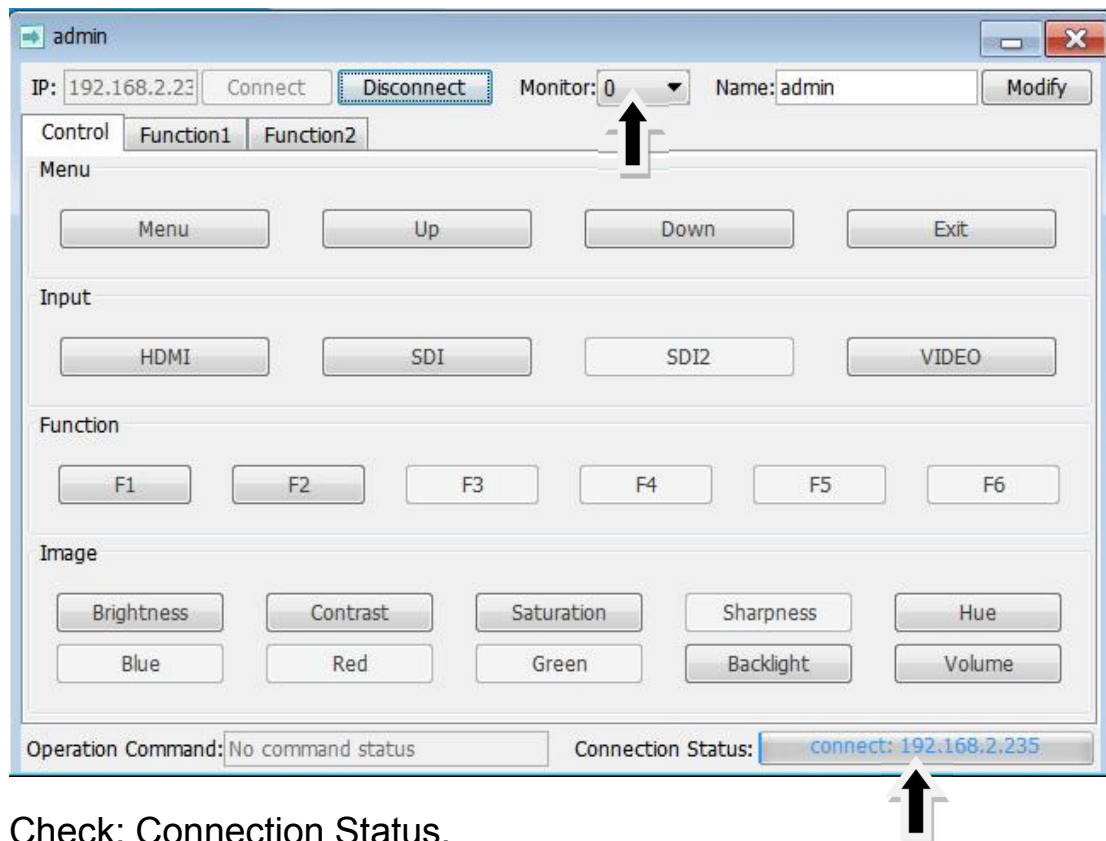 admin
IP: 192.168.2.23 Connect Disconnect Monitor: 0 Name: admin Modify
Control Function1 Function2
Menu
Menu Up Down Exit
Input
HDMI SDI SDI2 VIDEO
Function
F1 F2 F3 F4 F5 F6
Image
Brightness Contrast Saturation Sharpness Hue
Blue Red Green Backlight Volume
Operation Command: No command status Connection Status: connect: 192.168.2.235
Check: Connection Status.